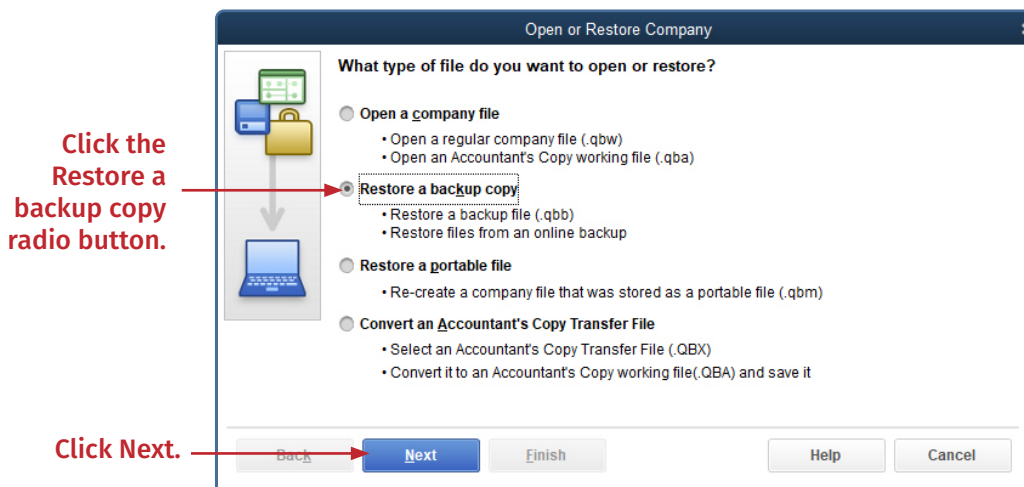 Open or Restore Company
What type of file do you want to open or restore?
Open a company file
• Open a regular company file (.qbw)
• Open an Accountant's Copy working file (.qba)
Click the
Restore a
backup copy
radio button.
Restore a backup copy
• Restore a backup file (.qbb)
• Restore files from an online backup
Restore a portable file
• Re-create a company file that was stored as a portable file (.qbm)
Convert an Accountant's Copy Transfer File
• Select an Accountant's Copy Transfer File (.QBX)
• Convert it to an Accountant's Copy working file(.QBA) and save it
Click Next.
Back Next Finish Help Cancel